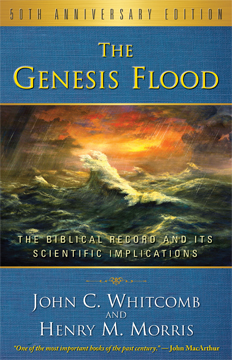 50TH ANNIVERSARY EDITION
THE
GENESIS FLOOD
THE BIBLICAL RECORD AND ITS
SCIENTIFIC IMPLICATIONS
JOHN C. WHITCOMB
AND
HENRY M. MORRIS
"One of the most important books of the past century."—John MacArthur